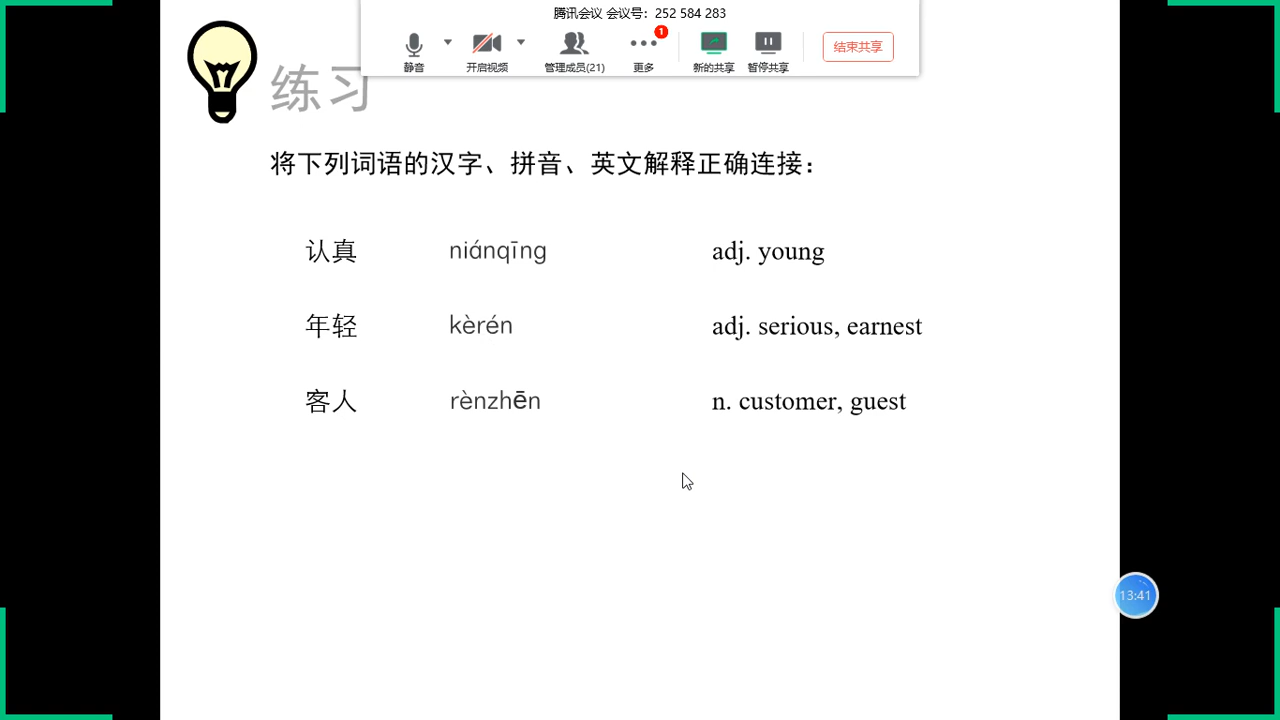 腾讯会议 会议号：252 584 283
1
静音 开启视频 管理成员(21) 更多 新的共享 暂停共享 结束共享
练习
将下列词语的汉字、拼音、英文解释正确连接：
认真 niánqīng adj. young
年轻 kèrén adj. serious, earnest
客人 rènzhēn n. customer, guest
13:41